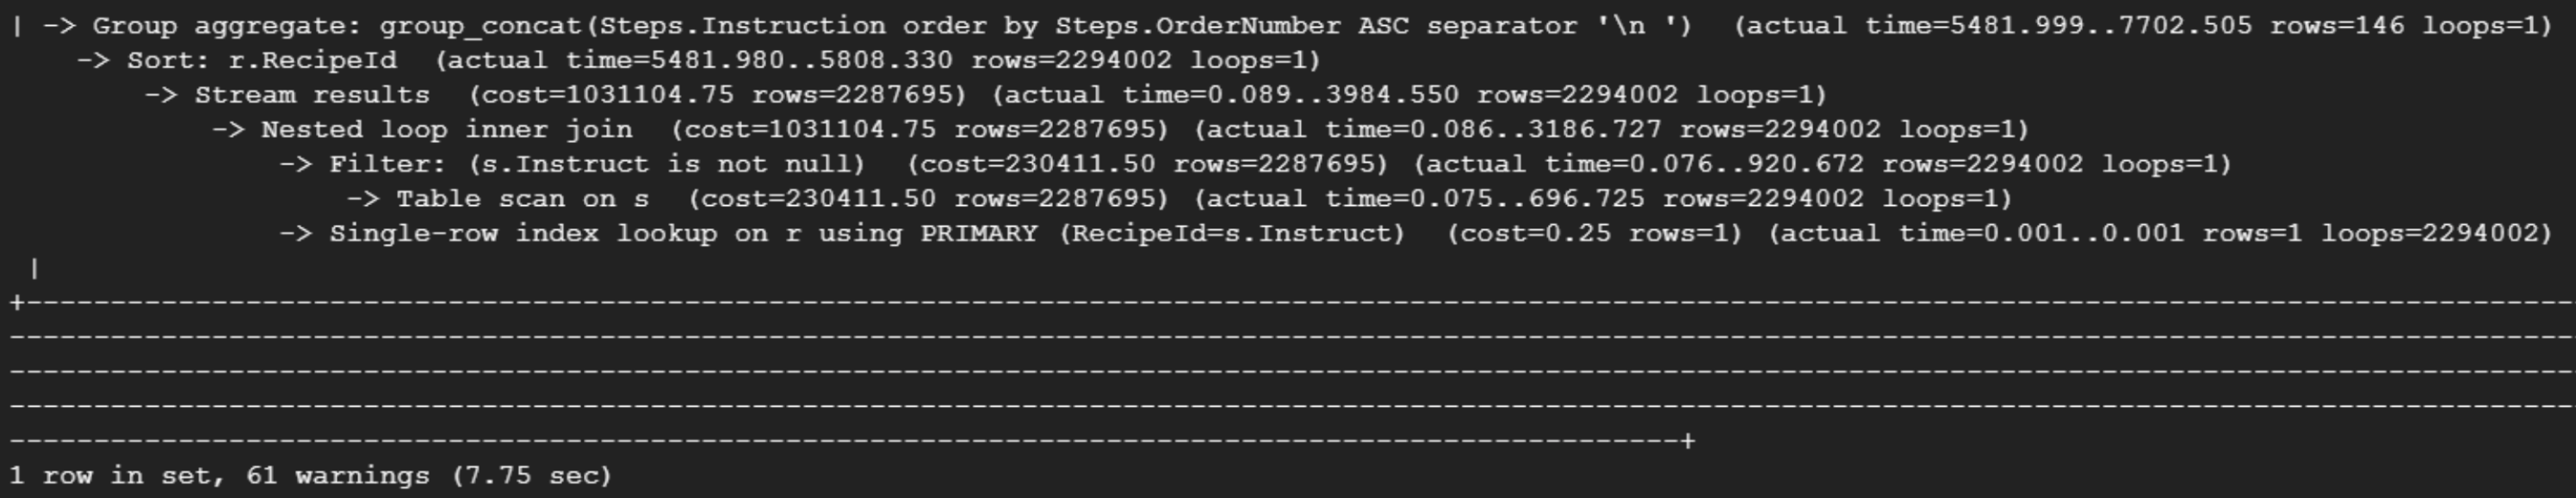 | -> Group aggregate: group_concat(Steps.Instruction order by Steps.OrderNumber ASC separator '\n ')  (actual time=5481.999..7702.505 rows=146 loops=1)
    -> Sort: r.RecipeId  (actual time=5481.980..5808.330 rows=2294002 loops=1)
        -> Stream results  (cost=1031104.75 rows=2287695) (actual time=0.089..3984.550 rows=2294002 loops=1)
            -> Nested loop inner join  (cost=1031104.75 rows=2287695) (actual time=0.086..3186.727 rows=2294002 loops=1)
                -> Filter: (s.Instruct is not null)  (cost=230411.50 rows=2287695) (actual time=0.076..920.672 rows=2294002 loops=1)
                    -> Table scan on s  (cost=230411.50 rows=2287695) (actual time=0.075..696.725 rows=2294002 loops=1)
                -> Single-row index lookup on r using PRIMARY (RecipeId=s.Instruct)  (cost=0.25 rows=1) (actual time=0.001..0.001 rows=1 loops=2294002)
 |
+---------------------------------------------------------------------------------------------------------------------------------------------------------
----------------------------------------------------------------------------------------------------------------------------------------------------------
----------------------------------------------------------------------------------------------------------------------------------------------------------
----------------------------------------------------------------------------------------------------------------------------------------------------------
---------------------------------------------------------------------------------------------------+
1 row in set, 61 warnings (7.75 sec)